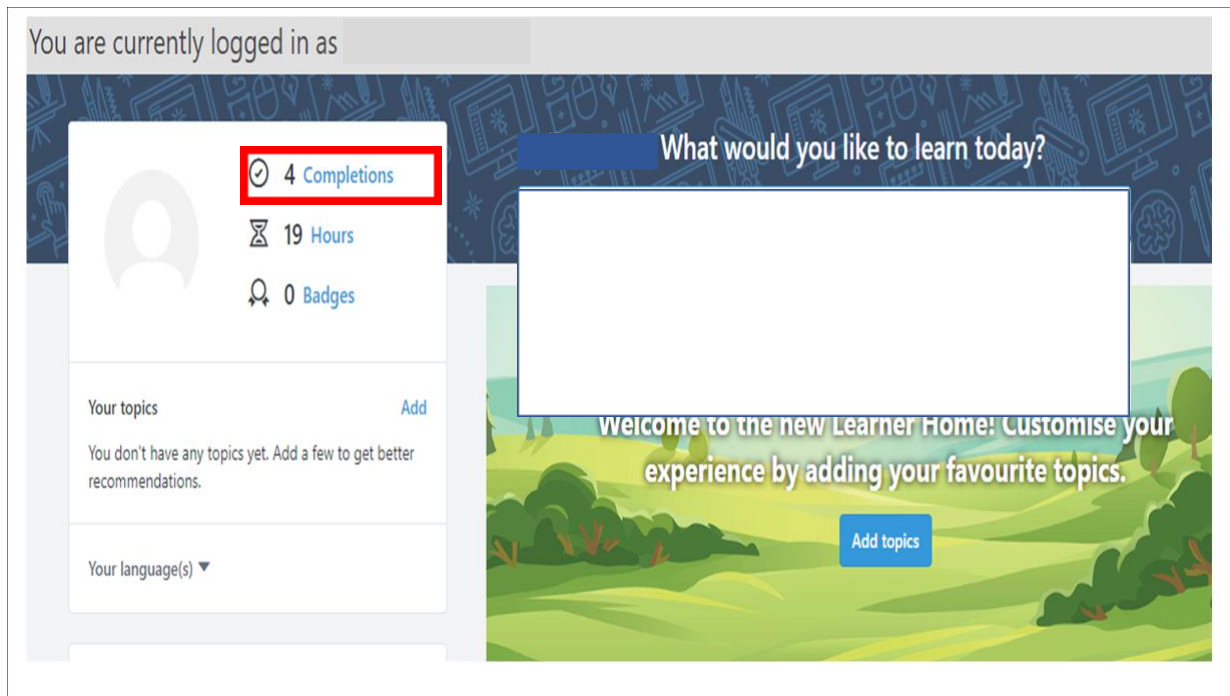 You are currently logged in as
4 Completions
19 Hours
0 Badges
Your topics Add
You don't have any topics yet. Add a few to get better
recommendations.
Your language(s)
What would you like to learn today?
Welcome to the new Learner Home! Customise your
experience by adding your favourite topics.
Add topics